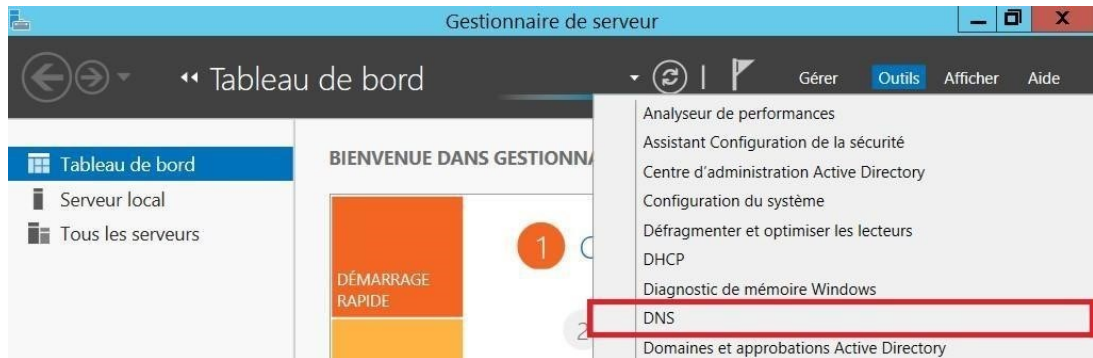 Gestionnaire de serveur
Tableau de bord
Gérer Outils Afficher Aide
Tableau de bord
Serveur local
Tous les serveurs
BIENVENUE DANS GESTIONNA
DÉMARRAGE
RAPIDE
1
2
Analyseur de performances
Assistant Configuration de la sécurité
Centre d'administration Active Directory
Configuration du système
Défragmenter et optimiser les lecteurs
DHCP
Diagnostic de mémoire Windows
DNS
Domaines et approbations Active Directory